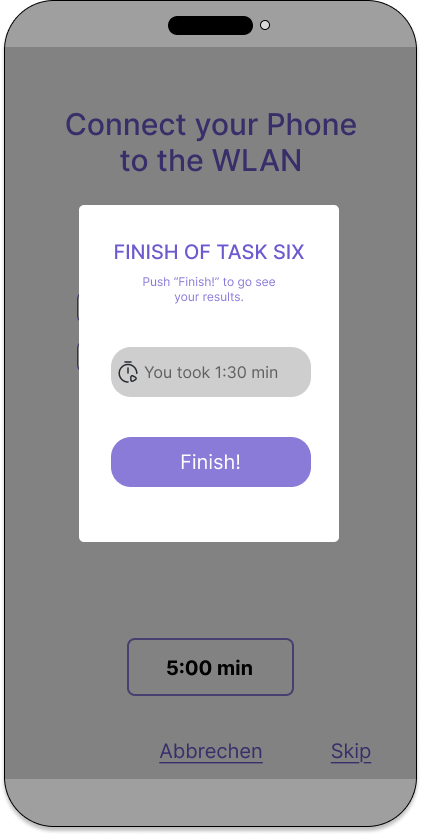 Connect your Phone
to the WLAN
FINISH OF TASK SIX
Push “Finish!” to go see
your results.
You took 1:30 min
Finish!
5:00 min
Abbrechen
Skip